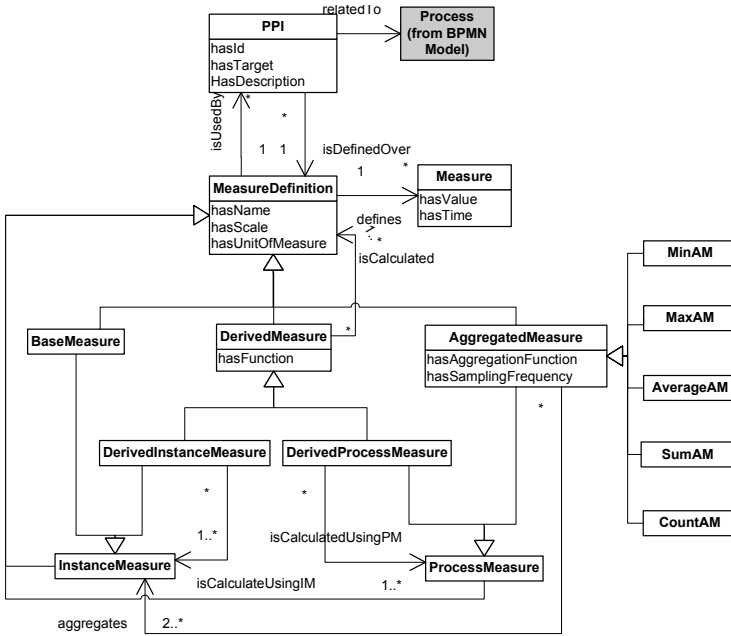 relatedTo
PPI
hasId
hasTarget
HasDescription
Process
(from BPMN
Model)
isUsedBy
*
*
1
1
isDefinedOver
1
*
MeasureDefinition
hasName
hasScale
hasUnitOfMeasure
Measure
hasValue
hasTime
defines
1..*
isCalculated
*
BaseMeasure
DerivedMeasure
hasFunction
AggregatedMeasure
hasAggregationFunction
hasSamplingFrequency
MinAM
MaxAM
AverageAM
SumAM
CountAM
*
DerivedInstanceMeasure
DerivedProcessMeasure
*
*
1..*
isCalculatedUsingPM
InstanceMeasure
ProcessMeasure
isCalculateUsingIM
1..*
aggregates
2..*